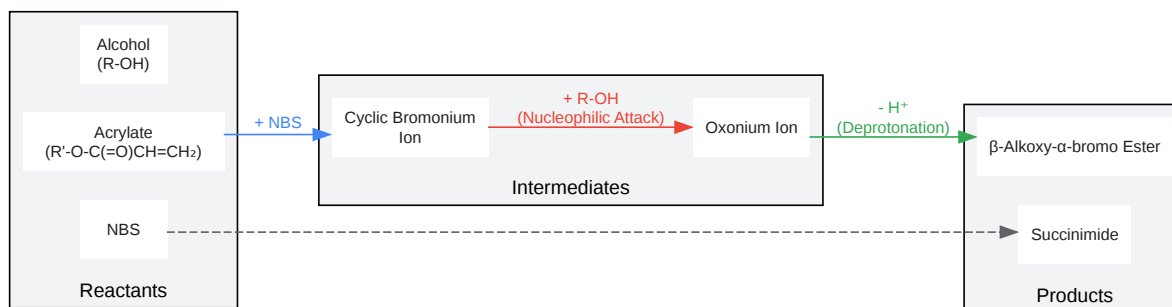 Alcohol
(R-OH)
Acrylate
(R'-O-C(=O)CH=CH₂)
NBS
Reactants
+ NBS
Cyclic Bromonium
Ion
+ R-OH
(Nucleophilic Attack)
Oxonium Ion
Intermediates
- H⁺
(Deprotonation)
β-Alkoxy-α-bromo Ester
Succinimide
Products